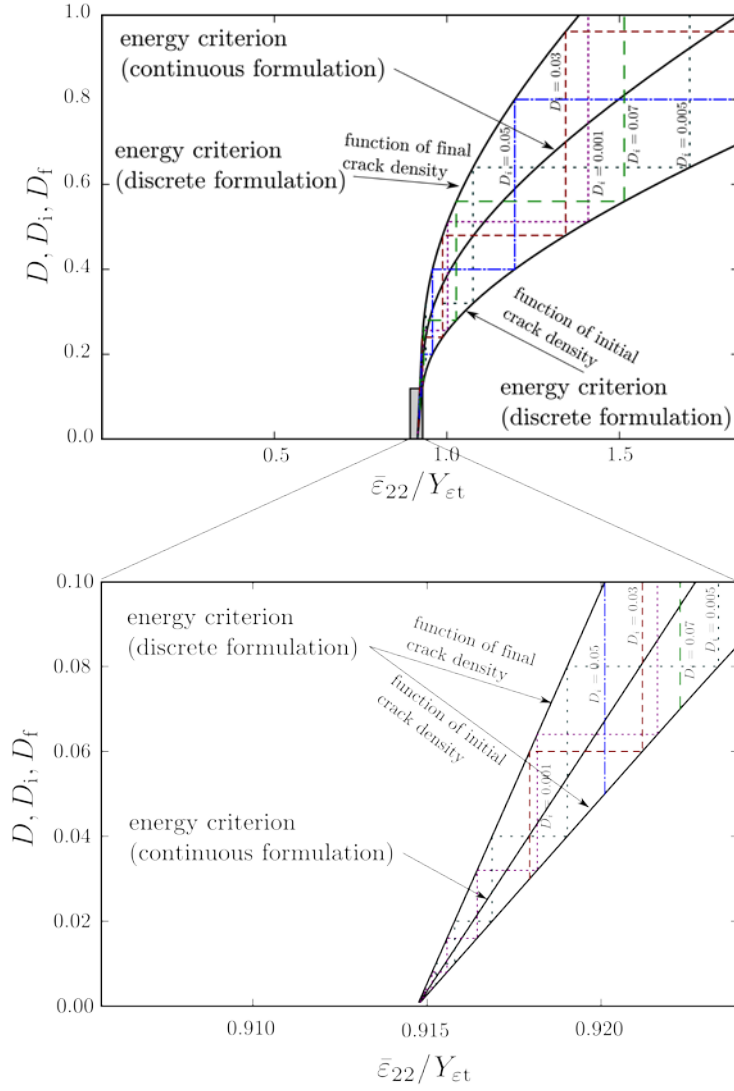 1.0
0.8
0.6
0.4
0.2
0.0
D, D_i, D_f
energy criterion
(continuous formulation)
energy criterion
(discrete formulation)
function of final
crack density
D_i = 0.05
D_i = 0.03
D_i = 0.001
D_i = 0.07
D_i = 0.005
function of initial
crack density
energy criterion
(discrete formulation)
0.5
1.0
1.5
ε̄₂₂/Y_εt
0.10
0.08
0.06
0.04
0.02
0.00
D, D_i, D_f
energy criterion
(discrete formulation)
function of final
crack density
function of initial
crack density
D_i = 0.001
D_i = 0.05
D_i = 0.03
D_i = 0.07
D_i = 0.005
energy criterion
(continuous formulation)
0.910
0.915
0.920
ε̄₂₂/Y_εt